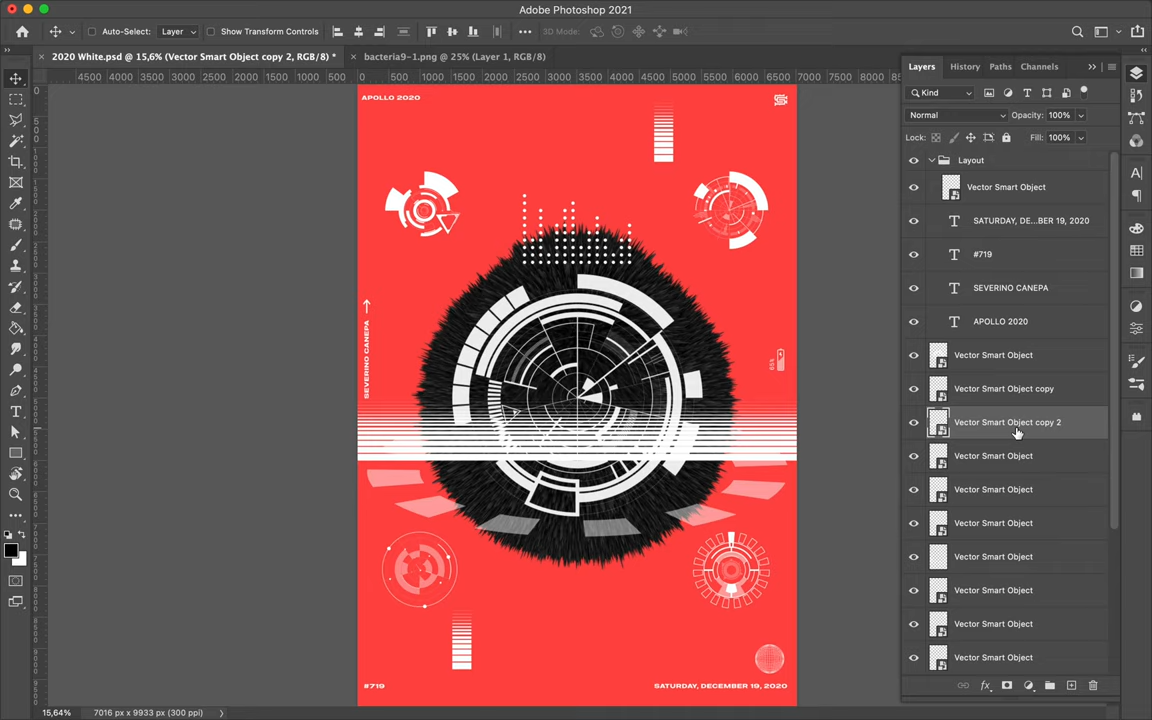 Adobe Photoshop 2021
Auto-Select: Layer Show Transform Controls 3D Mode:
2020 White.psd @ 15,6% (Vector Smart Object copy 2, RGB/8) *
bacteria9-1.png @ 25% (Layer 1, RGB/8)
4500 4000 3500 3000 2500 2000 1500 1000 500 0 500 1000 1500 2000 2500 3000 3500 4000 4500 5000 5500 6000 6500 7000 7500 8000
Layers History Paths Channels
Kind
Normal Opacity: 100%
Lock: Fill: 100%
Layout
Vector Smart Object
SATURDAY, DE...BER 19, 2020
#719
SEVERINO CANEPA
APOLLO 2020
Vector Smart Object
Vector Smart Object copy
Vector Smart Object copy 2
Vector Smart Object
Vector Smart Object
Vector Smart Object
Vector Smart Object
Vector Smart Object
Vector Smart Object
Vector Smart Object
APOLLO 2020
SEVERINO CANEPA
#719
SATURDAY, DECEMBER 19, 2020
15,64% 7016 px x 9933 px (300 ppi)